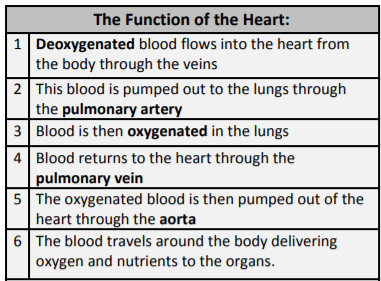 The Function of the Heart:
1 Deoxygenated blood flows into the heart from
the body through the veins
2 This blood is pumped out to the lungs through
the pulmonary artery
3 Blood is then oxygenated in the lungs
4 Blood returns to the heart through the
pulmonary vein
5 The oxygenated blood is then pumped out of the
heart through the aorta
6 The blood travels around the body delivering
oxygen and nutrients to the organs.